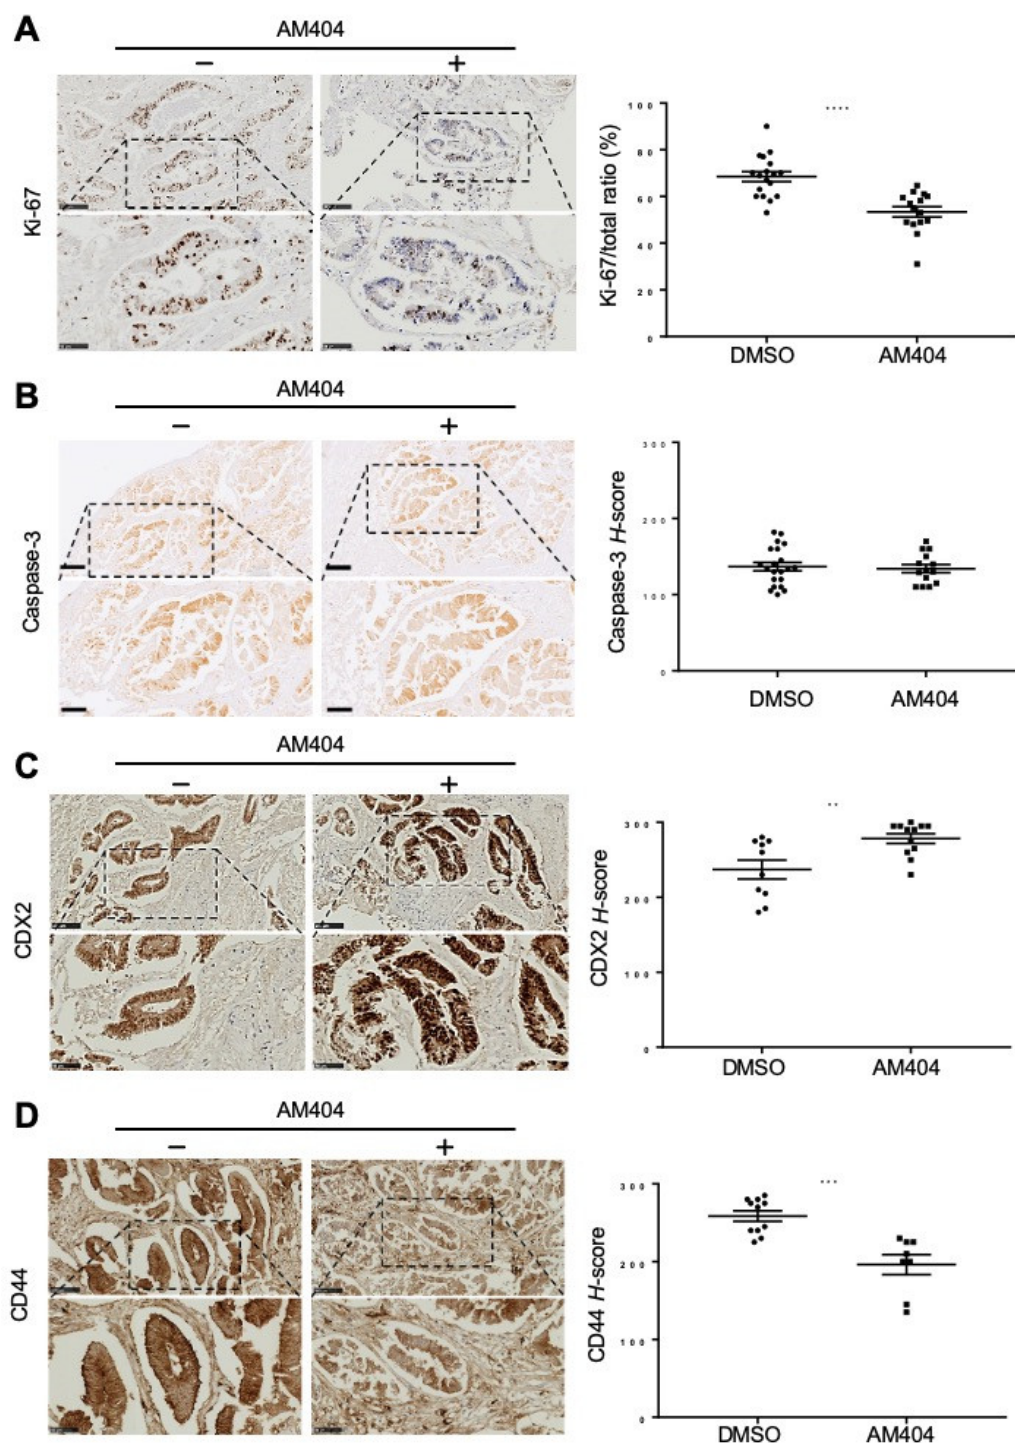 A
AM404
− +
Ki-67
Ki-67/total ratio (%)
100
80
60
40
20
0
DMSO AM404
B
AM404
− +
Caspase-3
Caspase-3 H-score
300
200
100
0
DMSO AM404
C
AM404
− +
CDX2
CDX2 H-score
300
200
100
0
DMSO AM404
D
AM404
− +
CD44
CD44 H-score
300
200
100
0
DMSO AM404